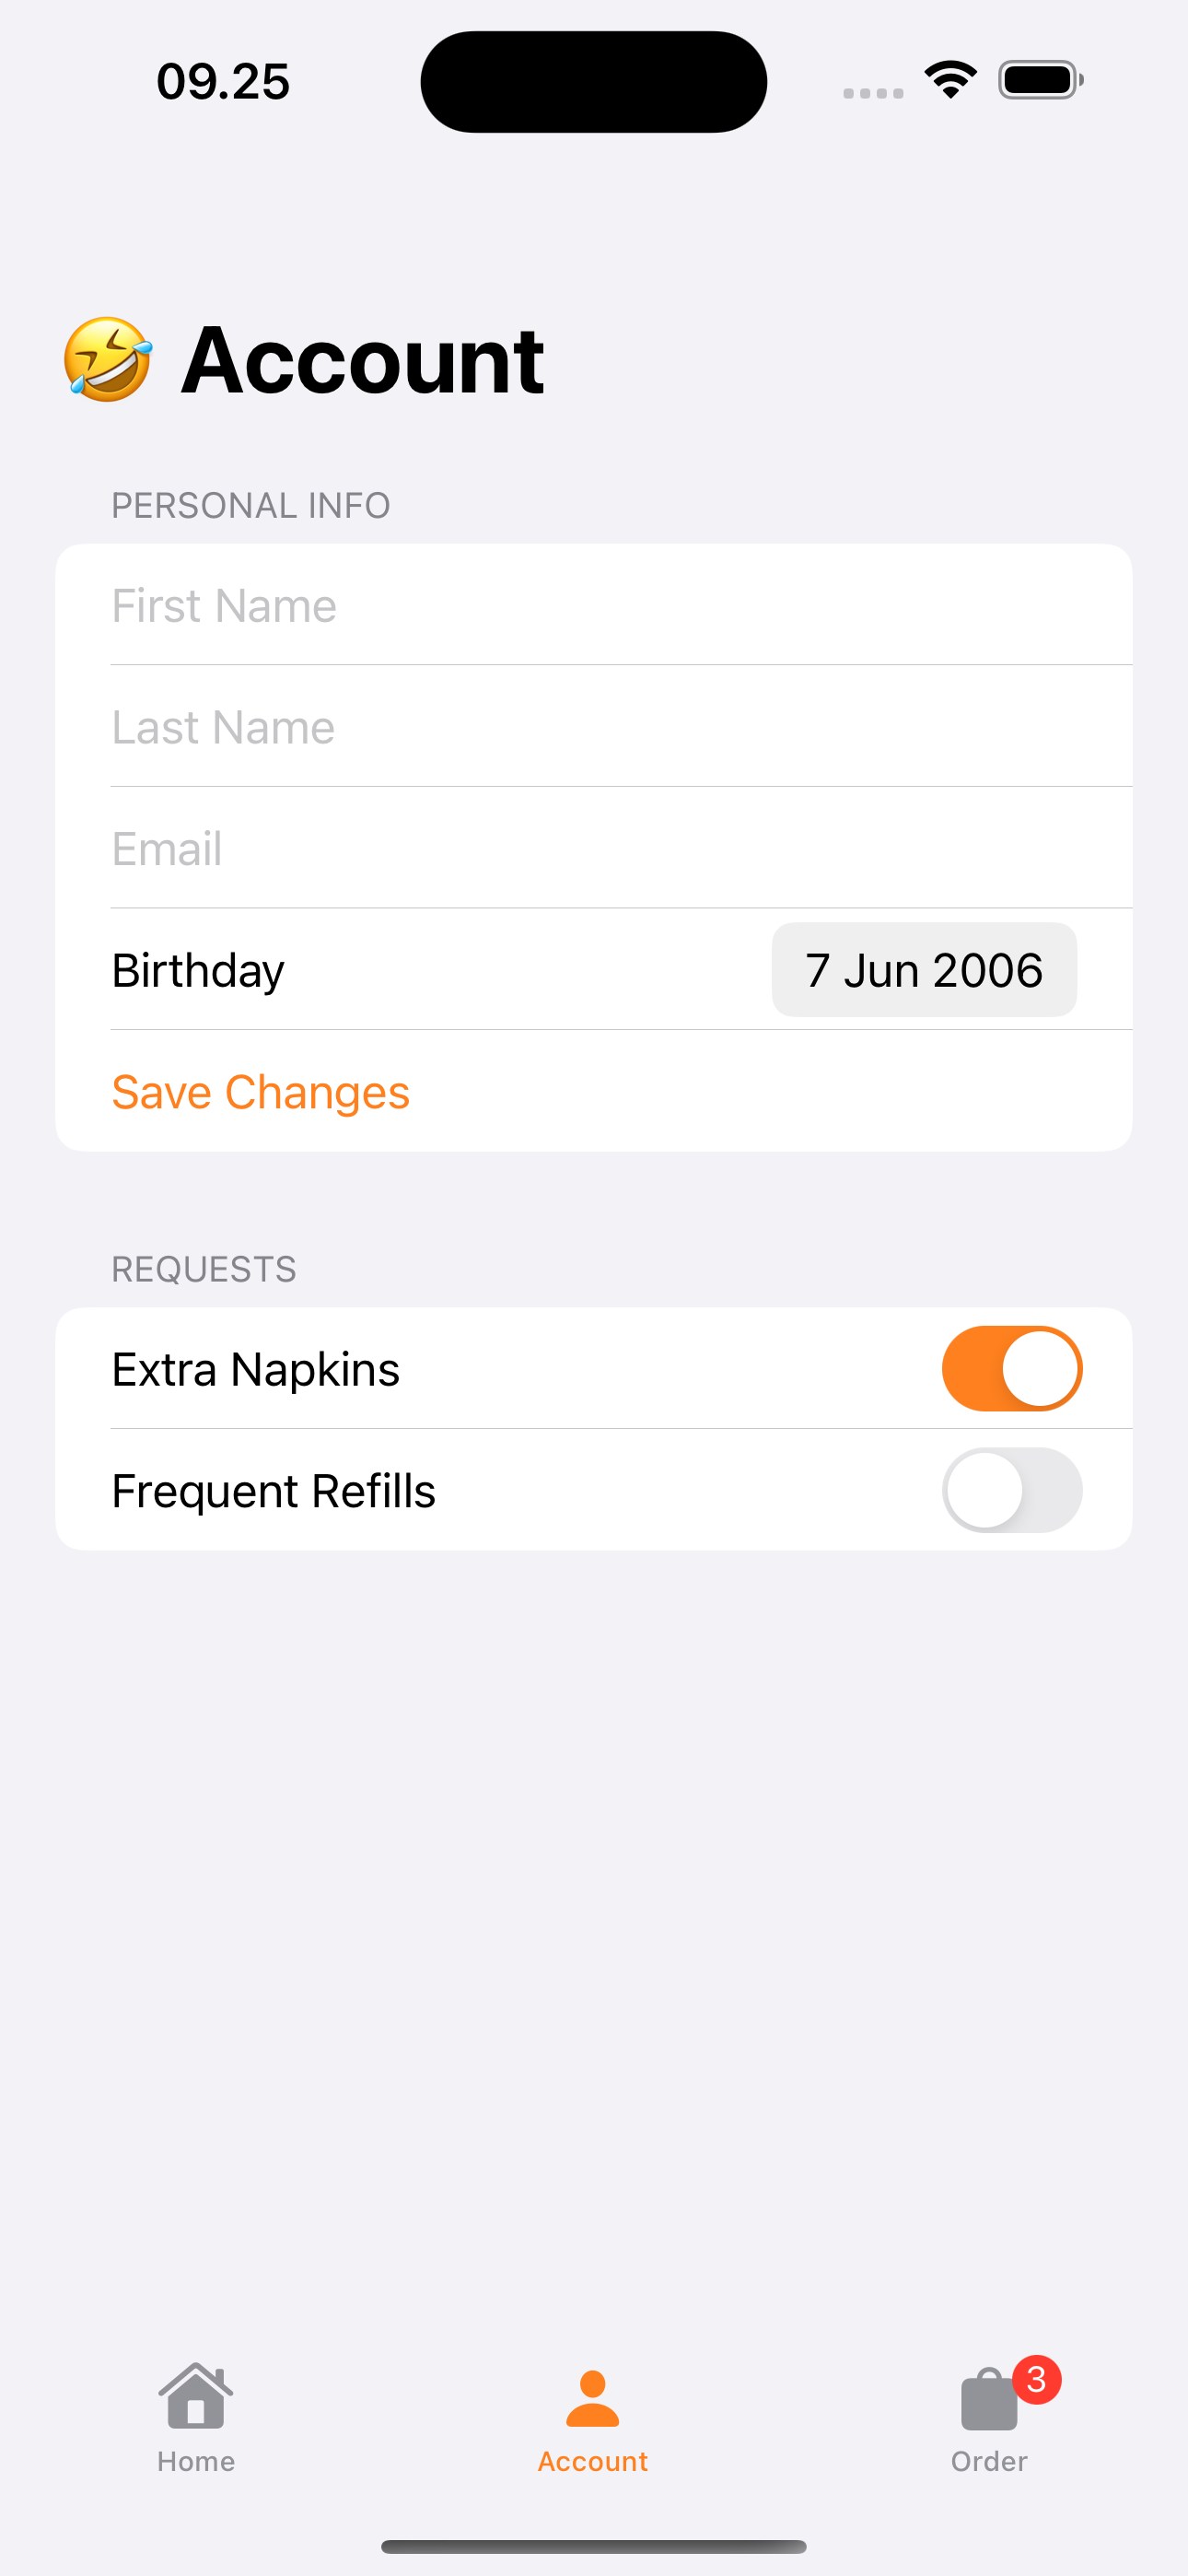 09.25
🤣 Account
PERSONAL INFO
First Name
Last Name
Email
Birthday 7 Jun 2006
Save Changes
REQUESTS
Extra Napkins
Frequent Refills
3
Home Account Order